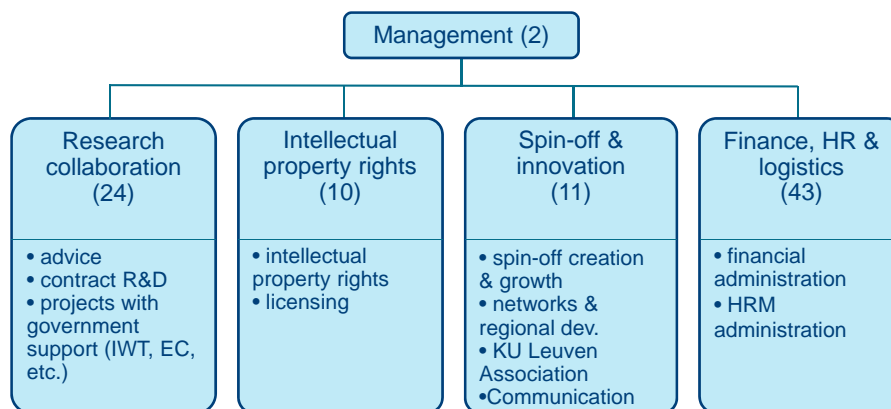 Management (2)
Research
collaboration
(24)
• advice
• contract R&D
• projects with
government
support (IWT, EC,
etc.)
Intellectual
property rights
(10)
• intellectual
property rights
• licensing
Spin-off &
innovation
(11)
• spin-off creation
& growth
• networks &
regional dev.
• KU Leuven
Association
•Communication
Finance, HR &
logistics
(43)
• financial
administration
• HRM
administration